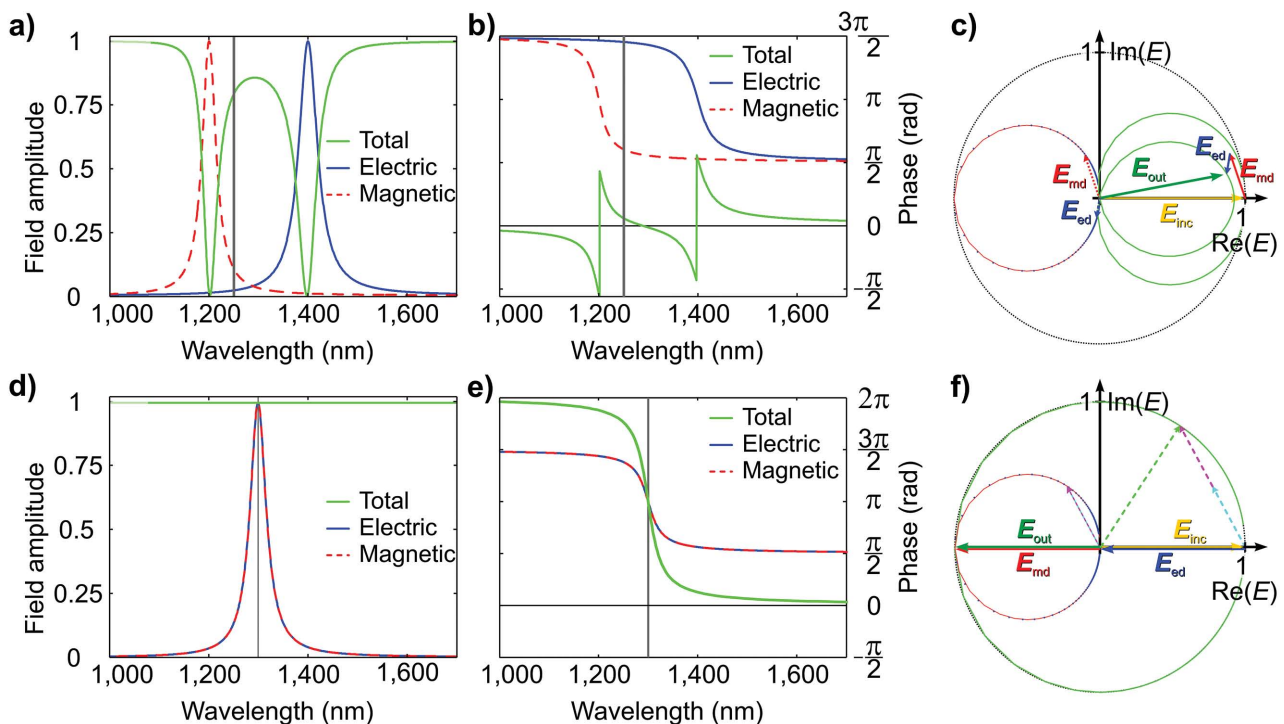 a)
Field amplitude
1
0.75
0.5
0.25
0
Total
Electric
Magnetic
1,000 1,200 1,400 1,600
Wavelength (nm)
b)
Total
Electric
Magnetic
3π
2
π
π
2
0
-π
2
Phase (rad)
1,000 1,200 1,400 1,600
Wavelength (nm)
c)
1 Im(E)
Eed
Emd
Eout
Emd
Eed
Einc
1
Re(E)
d)
Field amplitude
1
0.75
0.5
0.25
0
Total
Electric
Magnetic
1,000 1,200 1,400 1,600
Wavelength (nm)
e)
Total
Electric
Magnetic
2π
3π
2
π
π
2
0
-π
2
Phase (rad)
1,000 1,200 1,400 1,600
Wavelength (nm)
f)
1 Im(E)
Eout
Einc
Emd
Eed
1
Re(E)